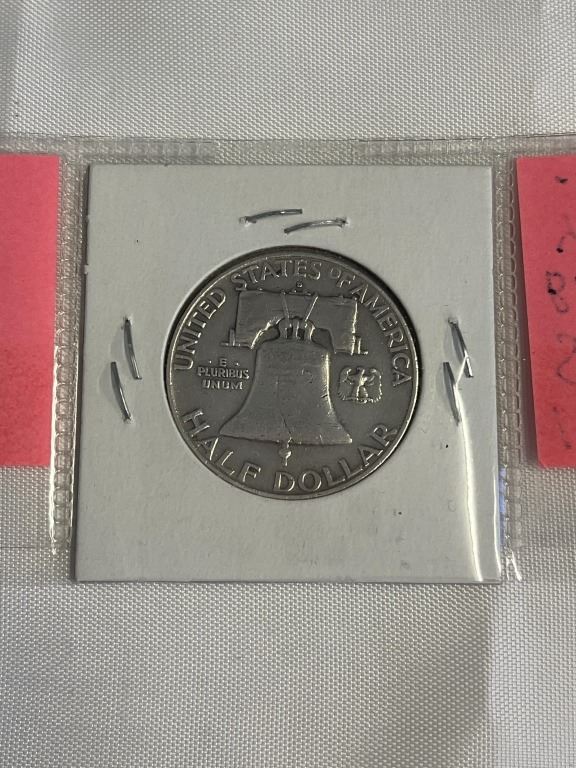 UNITED STATES OF AMERICA
E
PLURIBUS
UNUM
HALF DOLLAR